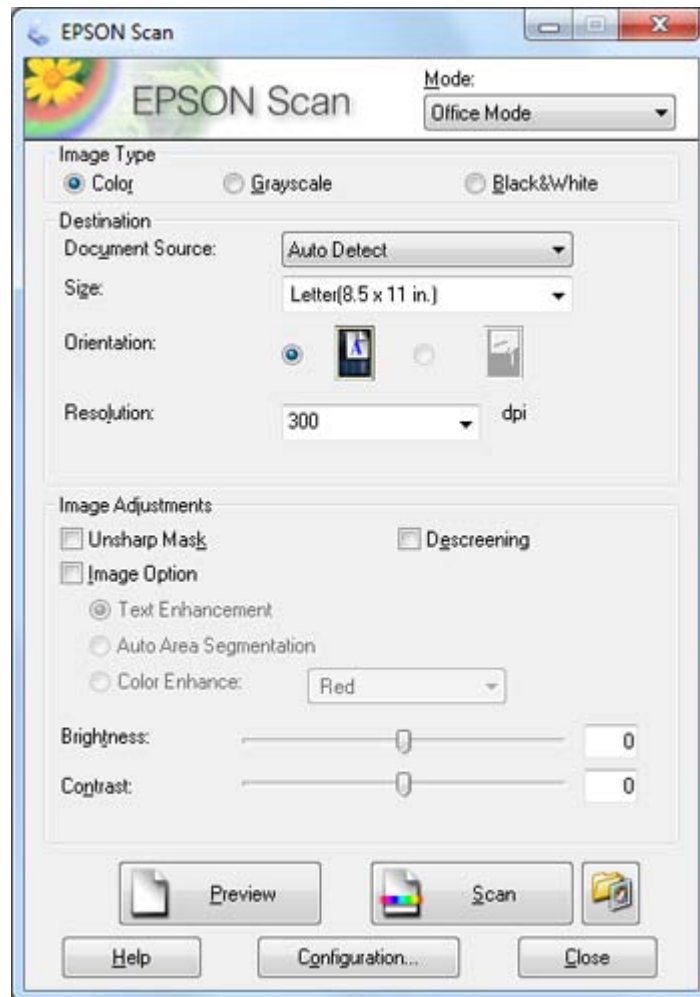 EPSON Scan
EPSON Scan
Mode:
Office Mode
Image Type
Color Grayscale Black&White
Destination
Document Source: Auto Detect
Size: Letter(8.5 x 11 in.)
Orientation: A
Resolution: 300 dpi
Image Adjustments
Unsharp Mask Descreening
Image Option
Text Enhancement
Auto Area Segmentation
Color Enhance: Red
Brightness: 0
Contrast: 0
Preview Scan
Help Configuration... Close